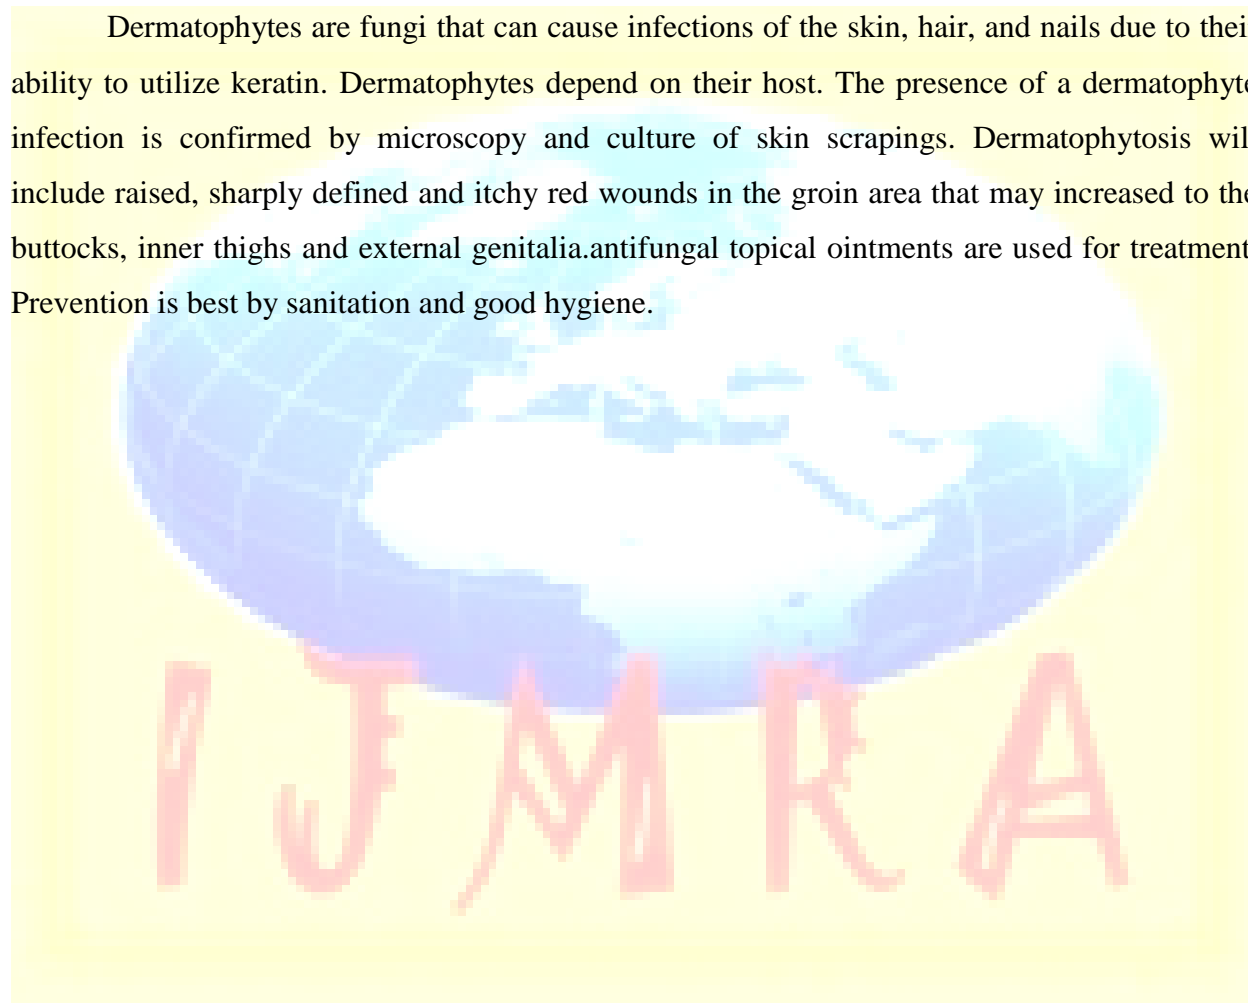 Dermatophytes are fungi that can cause infections of the skin, hair, and nails due to thei
ability to utilize keratin. Dermatophytes depend on their host. The presence of a dermatophyte
infection is confirmed by microscopy and culture of skin scrapings. Dermatophytosis wil
include raised, sharply defined and itchy red wounds in the groin area that may increased to the
buttocks, inner thighs and external genitalia.antifungal topical ointments are used for treatment
Prevention is best by sanitation and good hygiene.
IJMRA